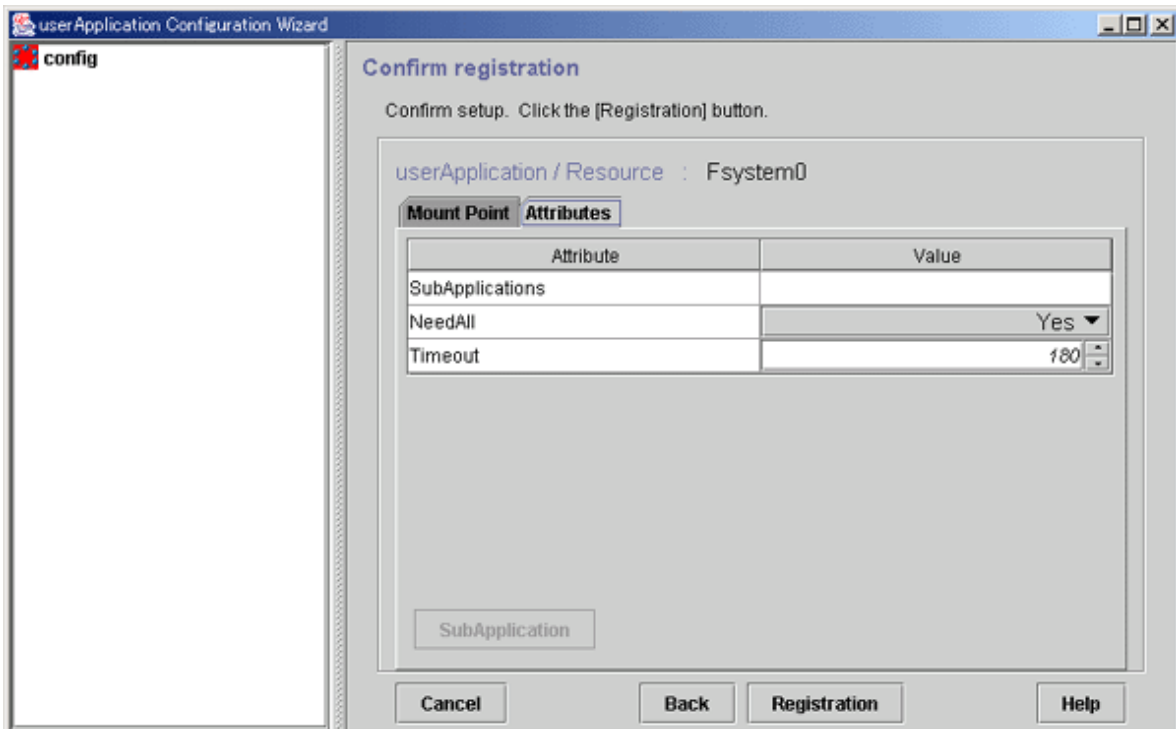 userApplication Configuration Wizard
config
Confirm registration
Confirm setup. Click the [Registration] button.
userApplication / Resource : Fsystem0
Mount Point Attributes
Attribute Value
SubApplications
NeedAll Yes
Timeout 180
SubApplication
Cancel Back Registration Help